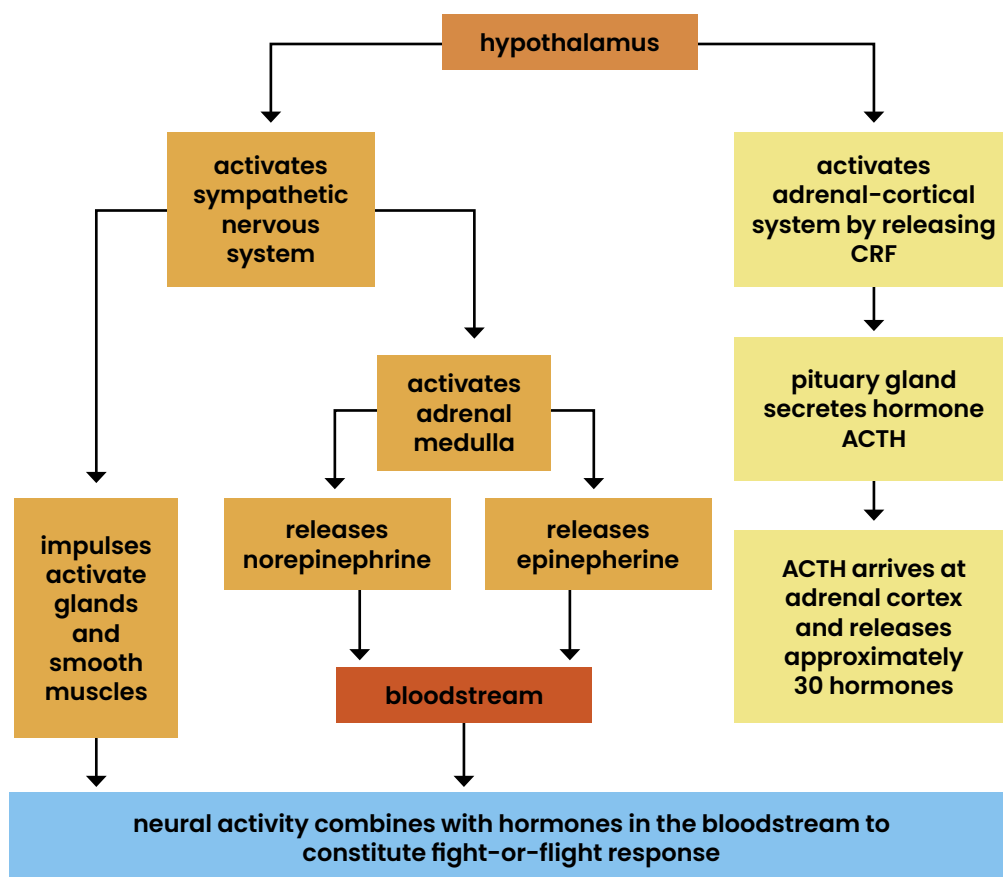 hypothalamus
activates
sympathetic
nervous
system
activates
adrenal-cortical
system by releasing
CRF
activates
adrenal
medulla
pituary gland
secretes hormone
ACTH
impulses
activate
glands
and
smooth
muscles
releases
norepinephrine
releases
epinepherine
ACTH arrives at
adrenal cortex
and releases
approximately
30 hormones
bloodstream
neural activity combines with hormones in the bloodstream to
constitute fight-or-flight response